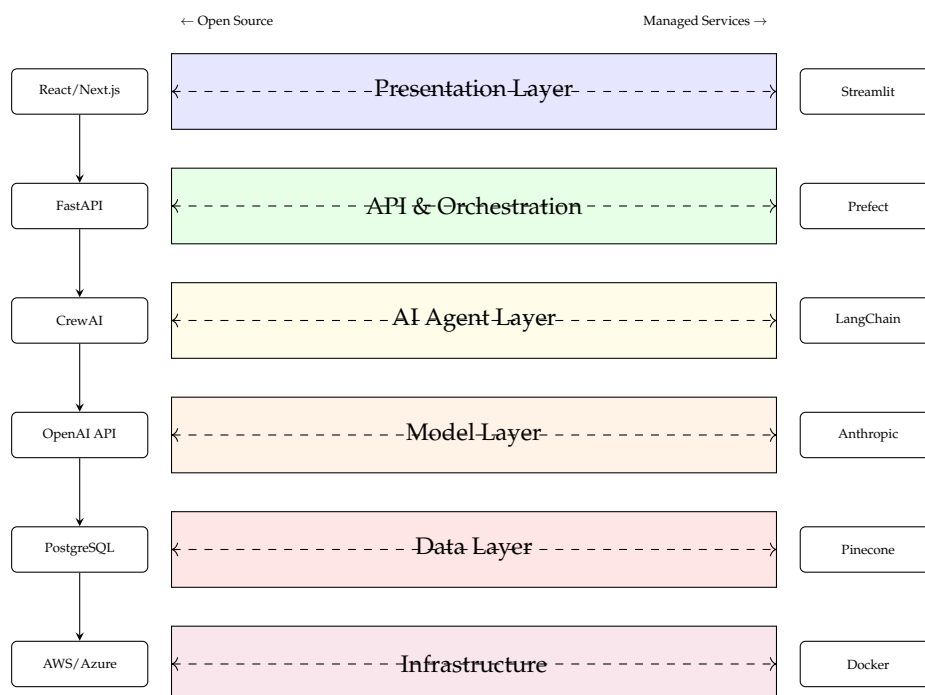 ← Open Source Managed Services →
React/Next.js Presentation Layer Streamlit
FastAPI API & Orchestration Prefect
CrewAI AI Agent Layer LangChain
OpenAI API Model Layer Anthropic
PostgreSQL Data Layer Pinecone
AWS/Azure Infrastructure Docker